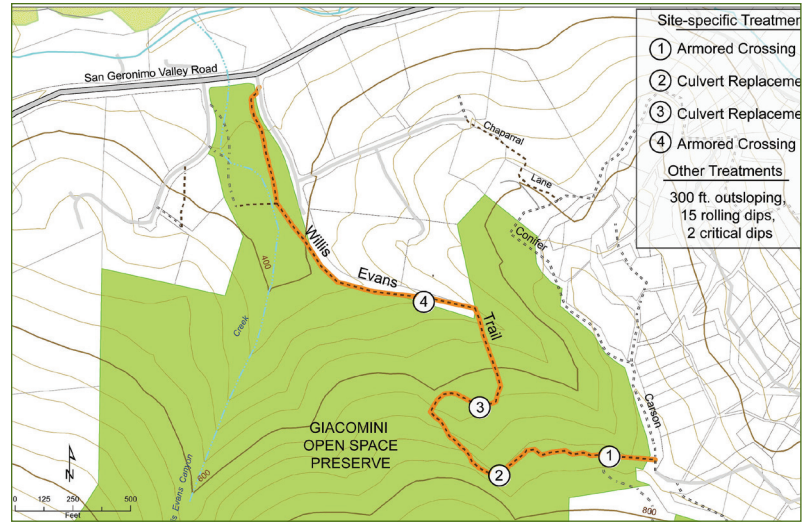 Site-specific Treatmen
1 Armored Crossing
2 Culvert Replaceme
3 Culvert Replaceme
4 Armored Crossing
Other Treatments
300 ft. outsloping,
15 rolling dips,
2 critical dips
San Geronimo Valley Road
Chaparral
Lane
Conifer
Willis
Evans
Trail
400
4
Creek
3
Carson
GIACOMINI
OPEN SPACE
PRESERVE
1
2
600
s Evans Canyon
800
N
0 125 250 500
Feet